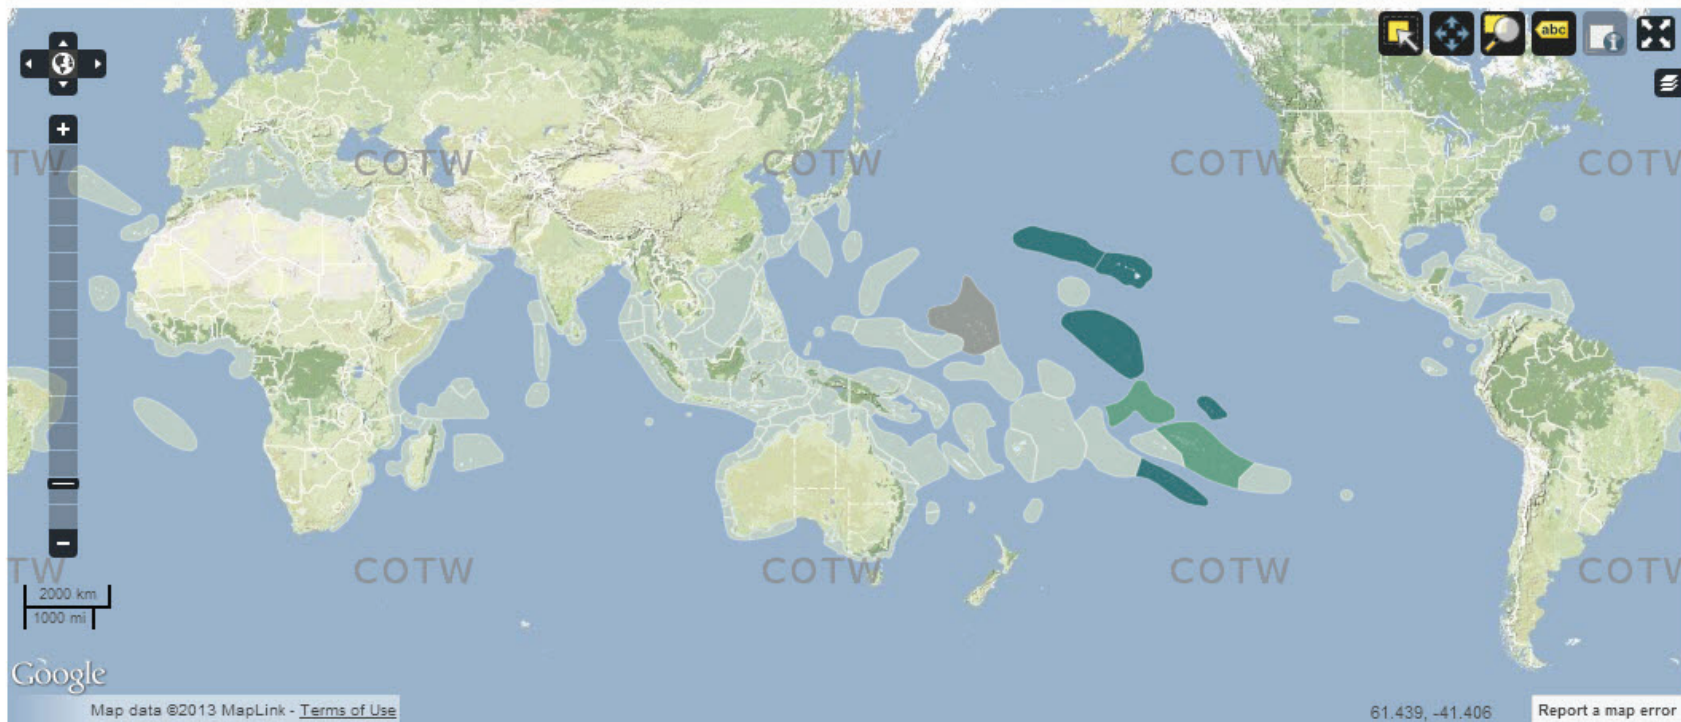 abc
TW COTW COTW COTW COTW
TW COTW COTW COTW COTW
2000 km
1000 mi
Google
Map data ©2013 MapLink - Terms of Use
61.439, -41.406
Report a map error